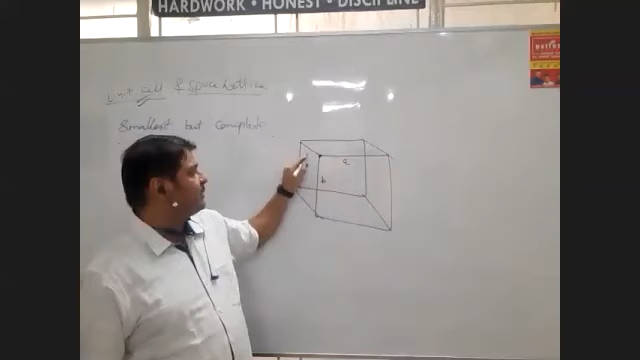 HARDWORK • HONEST • DISCIPLINE
Unit cell & Space Lattice
Smallest but complete
a
b